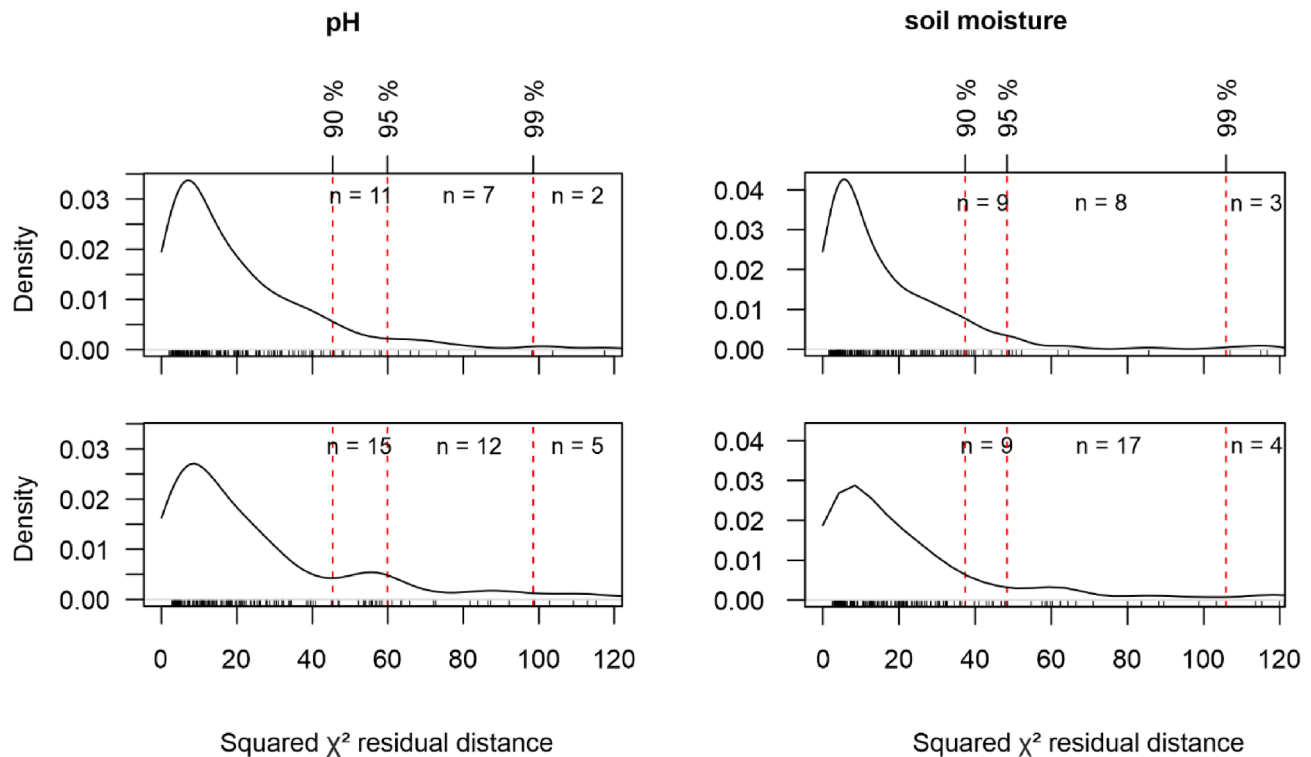 pH
soil moisture
90 %
95 %
99 %
90 %
95 %
99 %
Density
0.03
0.02
0.01
0.00
n = 11
n = 7
n = 2
0.04
0.03
0.02
0.01
0.00
n = 9
n = 8
n = 3
Density
0.03
0.02
0.01
0.00
n = 15
n = 12
n = 5
0 20 40 60 80 100 120
0.04
0.03
0.02
0.01
0.00
n = 9
n = 17
n = 4
0 20 40 60 80 100 120
Squared χ² residual distance
Squared χ² residual distance